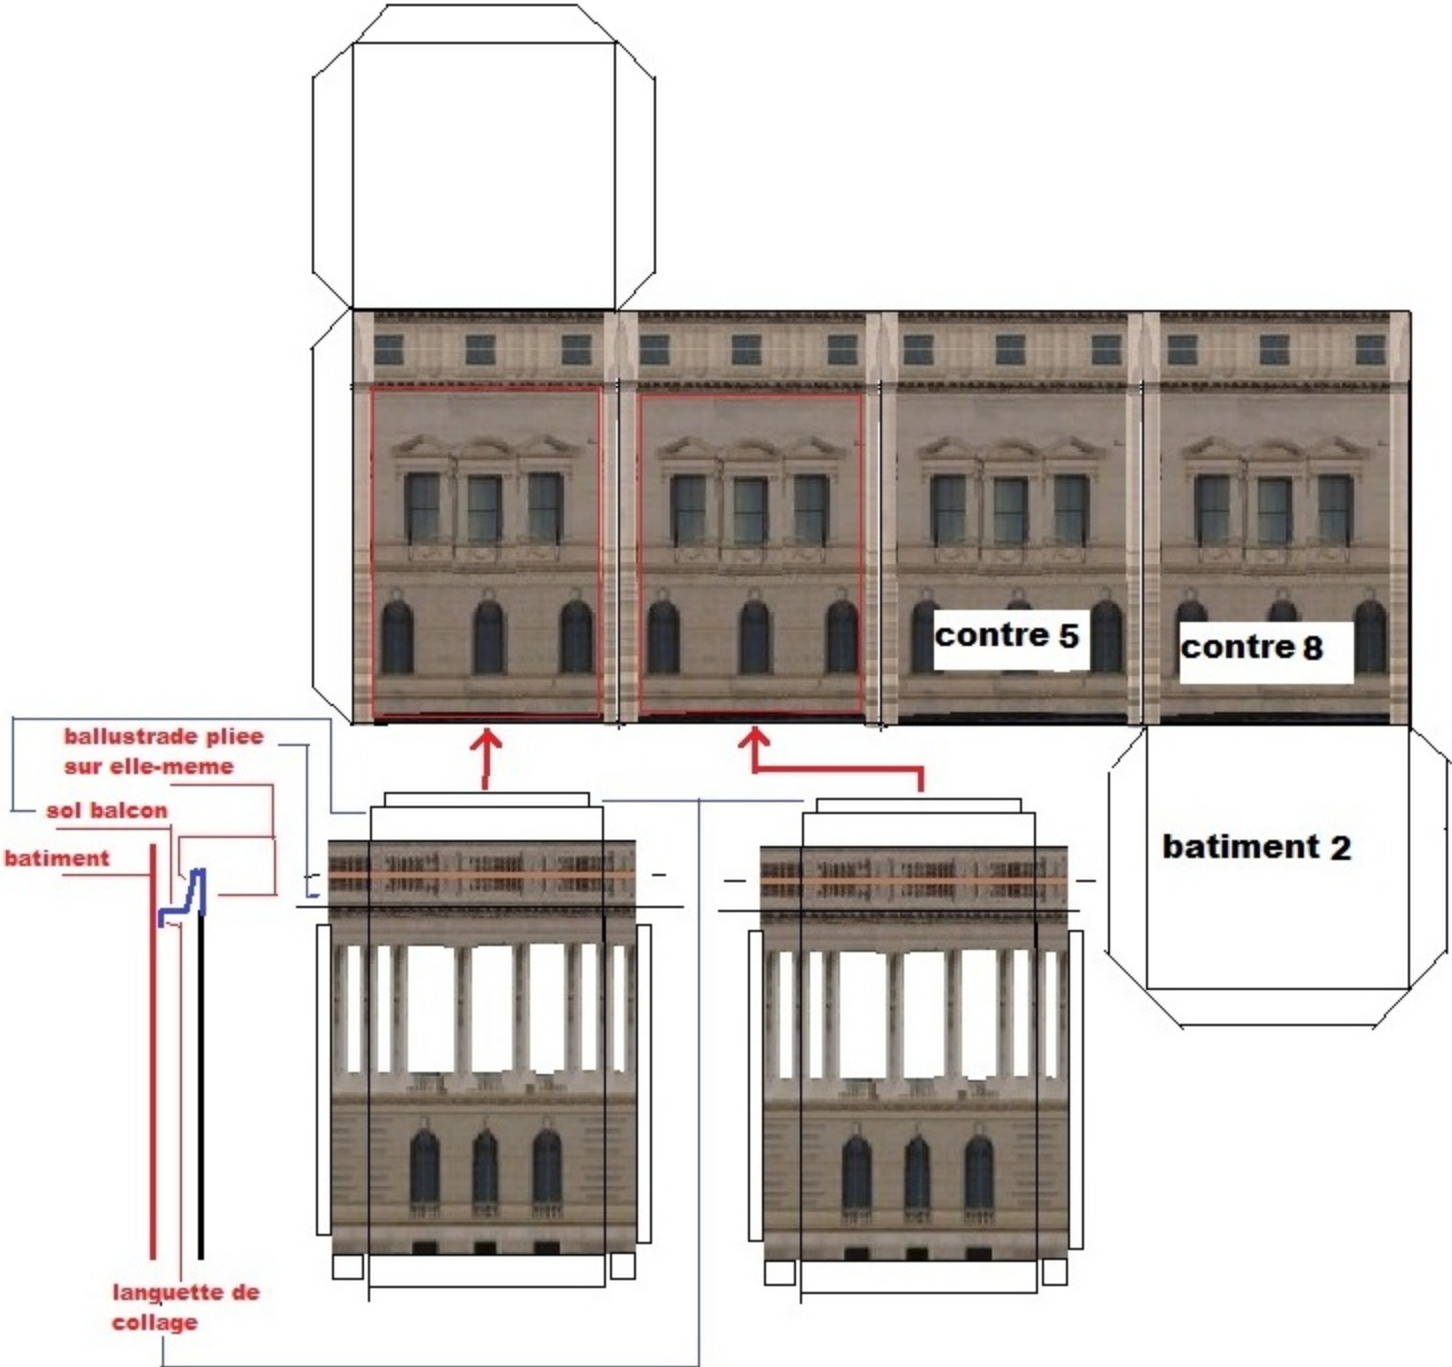 contre 5
contre 8
ballustrade pliee
sur elle-meme
sol balcon
batiment
batiment 2
languette de
collage